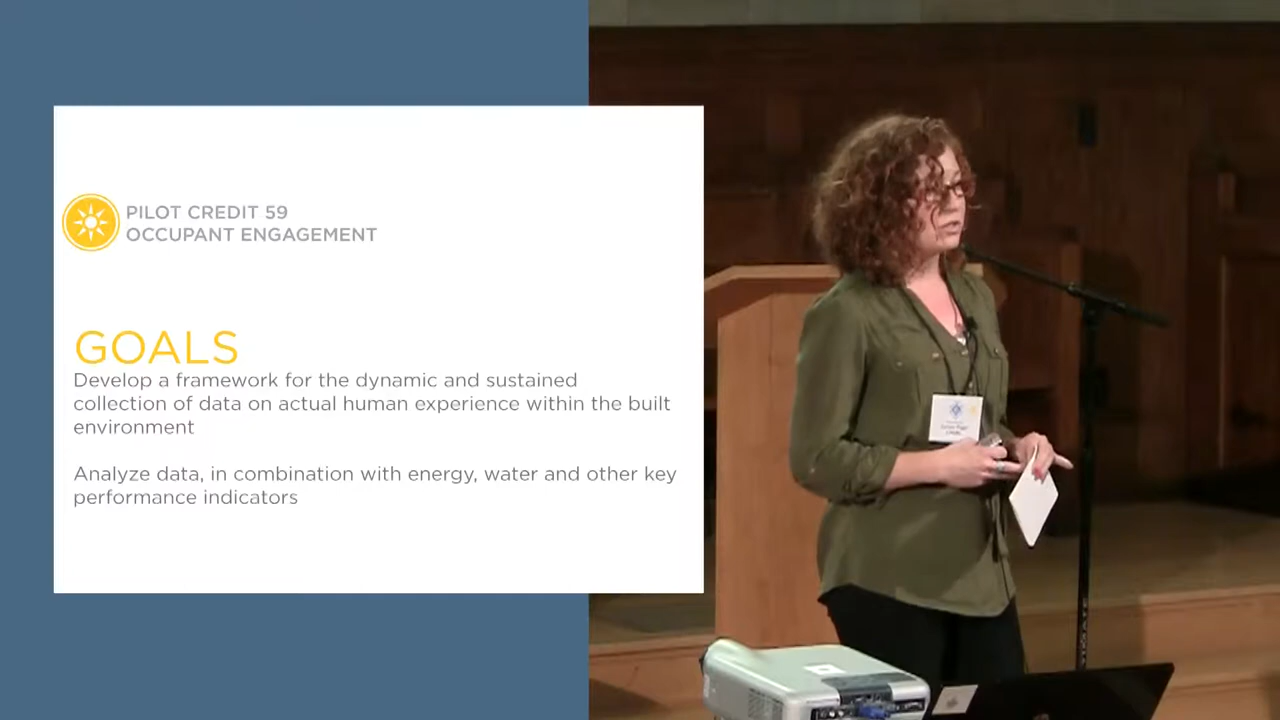 PILOT CREDIT 59
OCCUPANT ENGAGEMENT
GOALS
Develop a framework for the dynamic and sustained
collection of data on actual human experience within the built
environment
Analyze data, in combination with energy, water and other key
performance indicators